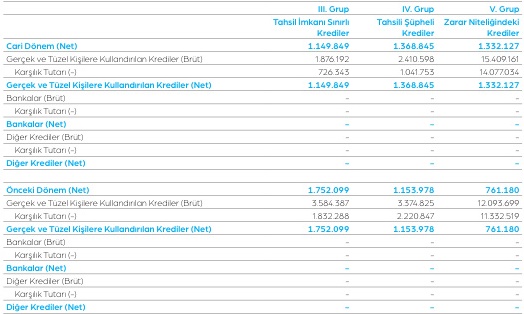 III. Grup IV. Grup V. Grup
Tahsil İmkanı Sınırlı Tahsili Şüpheli Zarar Niteliğindeki
Krediler Krediler Krediler
Cari Dönem (Net) 1.149.849 1.368.845 1.332.127
Gerçek ve Tüzel Kişilere Kullandırılan Krediler (Brüt) 1.876.192 2.410.598 15.409.161
Karşılık Tutarı (-) 726.343 1.041.753 14.077.034
Gerçek ve Tüzel Kişilere Kullandırılan Krediler (Net) 1.149.849 1.368.845 1.332.127
Bankalar (Brüt) - - -
Karşılık Tutarı (-) - - -
Bankalar (Net) - - -
Diğer Krediler (Brüt) - - -
Karşılık Tutarı (-) - - -
Diğer Krediler (Net) - - -
Önceki Dönem (Net) 1.752.099 1.153.978 761.180
Gerçek ve Tüzel Kişilere Kullandırılan Krediler (Brüt) 3.584.387 3.374.825 12.093.699
Karşılık Tutarı (-) 1.832.288 2.220.847 11.332.519
Gerçek ve Tüzel Kişilere Kullandırılan Krediler (Net) 1.752.099 1.153.978 761.180
Bankalar (Brüt) - - -
Karşılık Tutarı (-) - - -
Bankalar (Net) - - -
Diğer Krediler (Brüt) - - -
Karşılık Tutarı (-) - - -
Diğer Krediler (Net) - - -